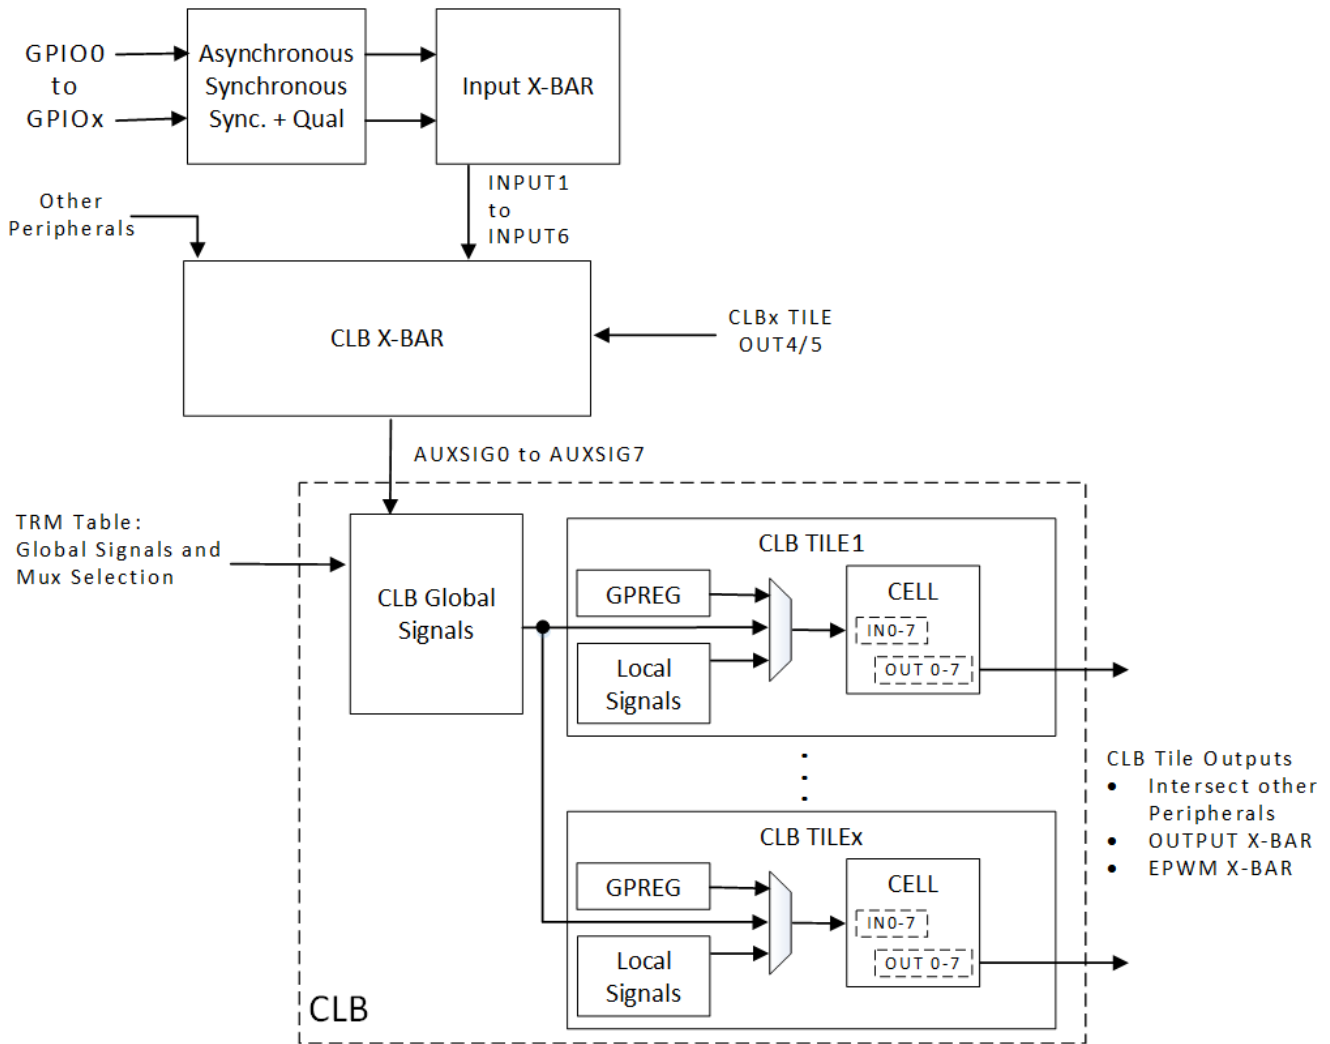 GPIO0
to
GPIOx
Asynchronous
Synchronous
Sync. + Qual
Input X-BAR
Other
Peripherals
INPUT1
to
INPUT6
CLB X-BAR
CLBx TILE
OUT4/5
AUXSIG0 to AUXSIG7
TRM Table:
Global Signals and
Mux Selection
CLB Global
Signals
CLB TILE1
GPREG
Local
Signals
CELL
IN0-7
OUT 0-7
CLB TILEx
GPREG
Local
Signals
CELL
IN0-7
OUT 0-7
CLB Tile Outputs
• Intersect other
Peripherals
• OUTPUT X-BAR
• EPWM X-BAR
CLB